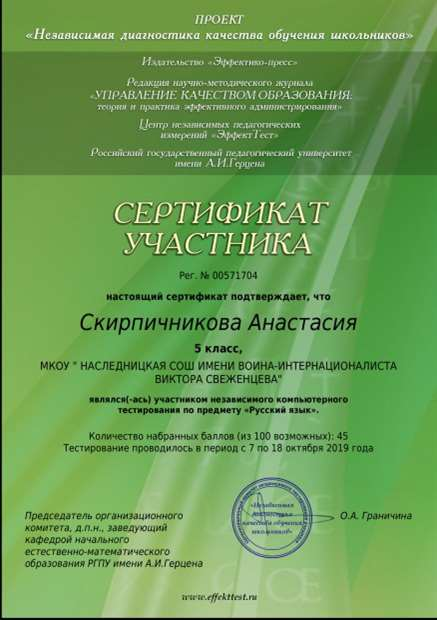 ПРОЕКТ
«Независимая диагностика качества обучения школьников»
Издательство «Эффектико-пресс»
Редакция научно-методического журнала
«УПРАВЛЕНИЕ КАЧЕСТВОМ ОБРАЗОВАНИЯ:
теория и практика эффективного администрирования»
Центр независимых педагогических
измерений «ЭффектТест»
Российский государственный педагогический университет
имени А.И.Герцена
СЕРТИФИКАТ
УЧАСТНИКА
Рег. № 00571704
настоящий сертификат подтверждает, что
Скирпичникова Анастасия
5 класс,
МКОУ " НАСЛЕДНИЦКАЯ СОШ ИМЕНИ ВОИНА-ИНТЕРНАЦИОНАЛИСТА
ВИКТОРА СВЕЖЕНЦЕВА"
являлся(-ась) участником независимого компьютерного
тестирования по предмету «Русский язык».
Количество набранных баллов (из 100 возможных): 45
Тестирование проводилось в период с 7 по 18 октября 2019 года
Председатель организационного
комитета, д.п.н., заведующий
кафедрой начального
естественно-математического
образования РГПУ имени А.И.Герцена
«Независимая
диагностика
качества обучения
школьников»
О.А. Граничина
www.effekttest.ru